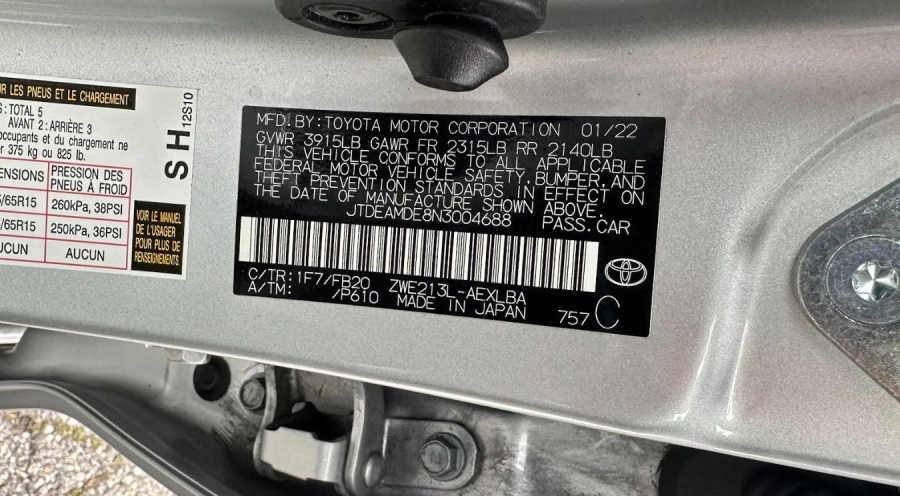 UR LES PNEUS ET LE CHARGEMENT
S : TOTAL 5
AVANT 2 : ARRIÈRE 3
occupants et du chargement ne
er 375 kg ou 825 lb.
ENSIONS PRESSION DES PNEUS À FROID
/65R15 260kPa, 38PSI
/65R15 250kPa, 36PSI
AUCUN
VOIR LE MANUEL
DE L'USAGER
POUR PLUS DE
RENSEIGNEMENTS
SH
12S10
MFD.BY:TOYOTA MOTOR CORPORATION 01/22
GVWR 3915LB GAWR FR 2315LB RR 2140LB
THIS VEHICLE CONFORMS TO ALL APPLICABLE
FEDERAL MOTOR VEHICLE SAFETY,BUMPER,AND
THEFT PREVENTION STANDARDS IN EFFECT ON
THE DATE OF MANUFACTURE SHOWN ABOVE.
JTDEAMDE8N3004688 PASS.CAR
C/TR:1F7/FB20 ZWE213L-AEXLBA
A/TM: /P610 MADE IN JAPAN 757 C